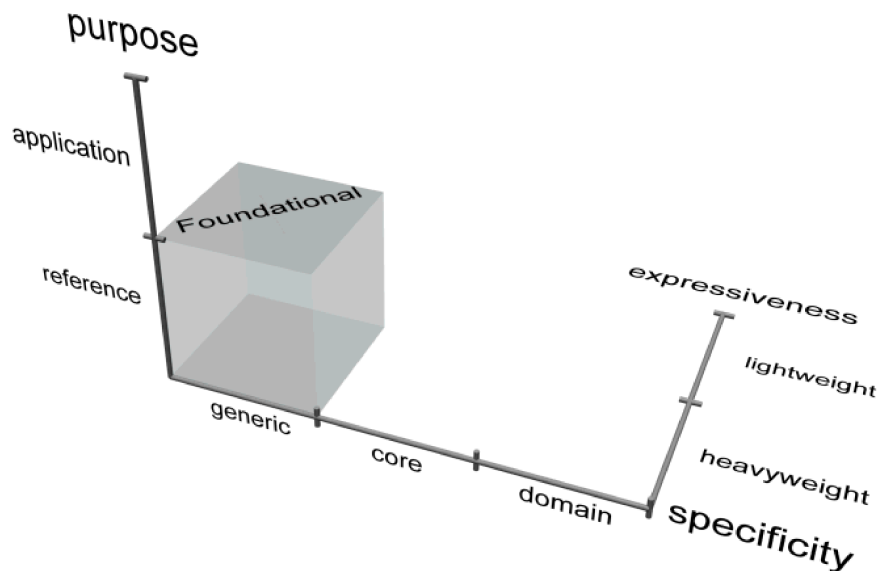 purpose
application
Foundational
reference
expressiveness
lightweight
generic
core
heavyweight
domain
specificity